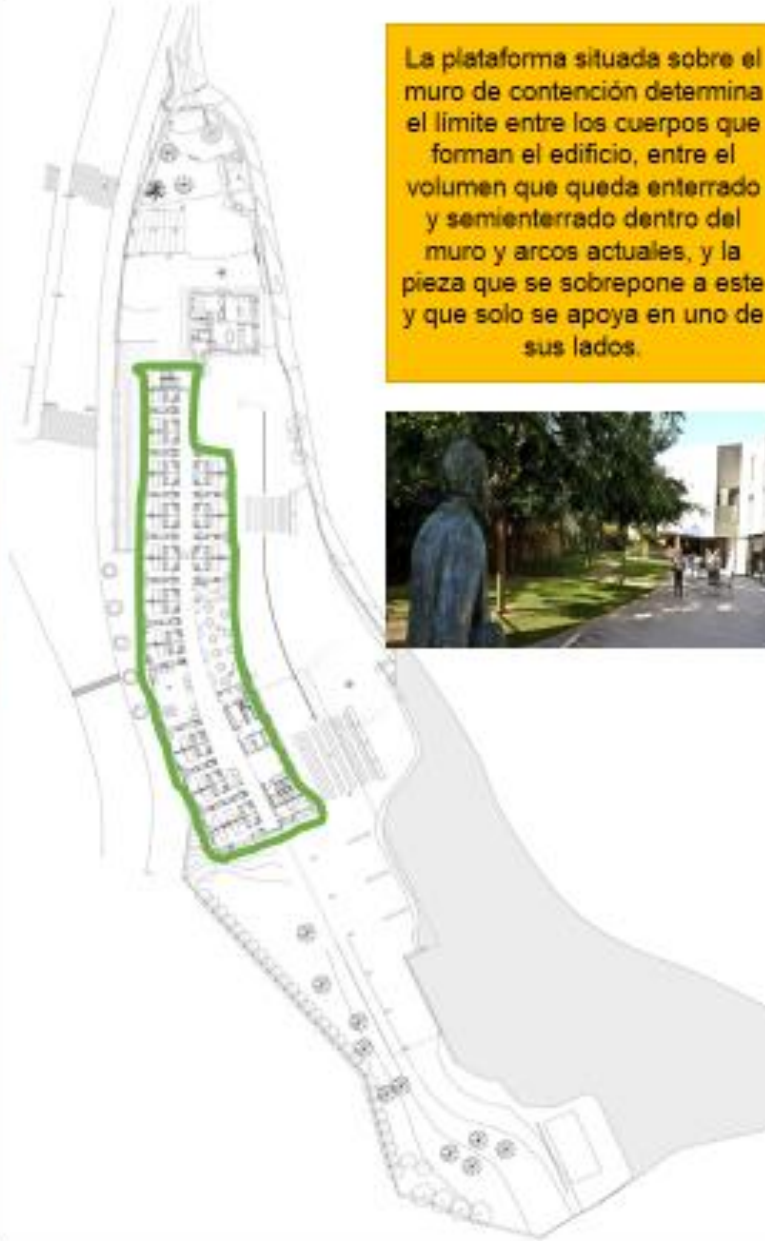 La plataforma situada sobre el
muro de contención determina
el límite entre los cuerpos que
forman el edificio, entre el
volumen que queda enterrado
y semienterrado dentro del
muro y arcos actuales, y la
pieza que se sobrepone a este
y que solo se apoya en uno de
sus lados.